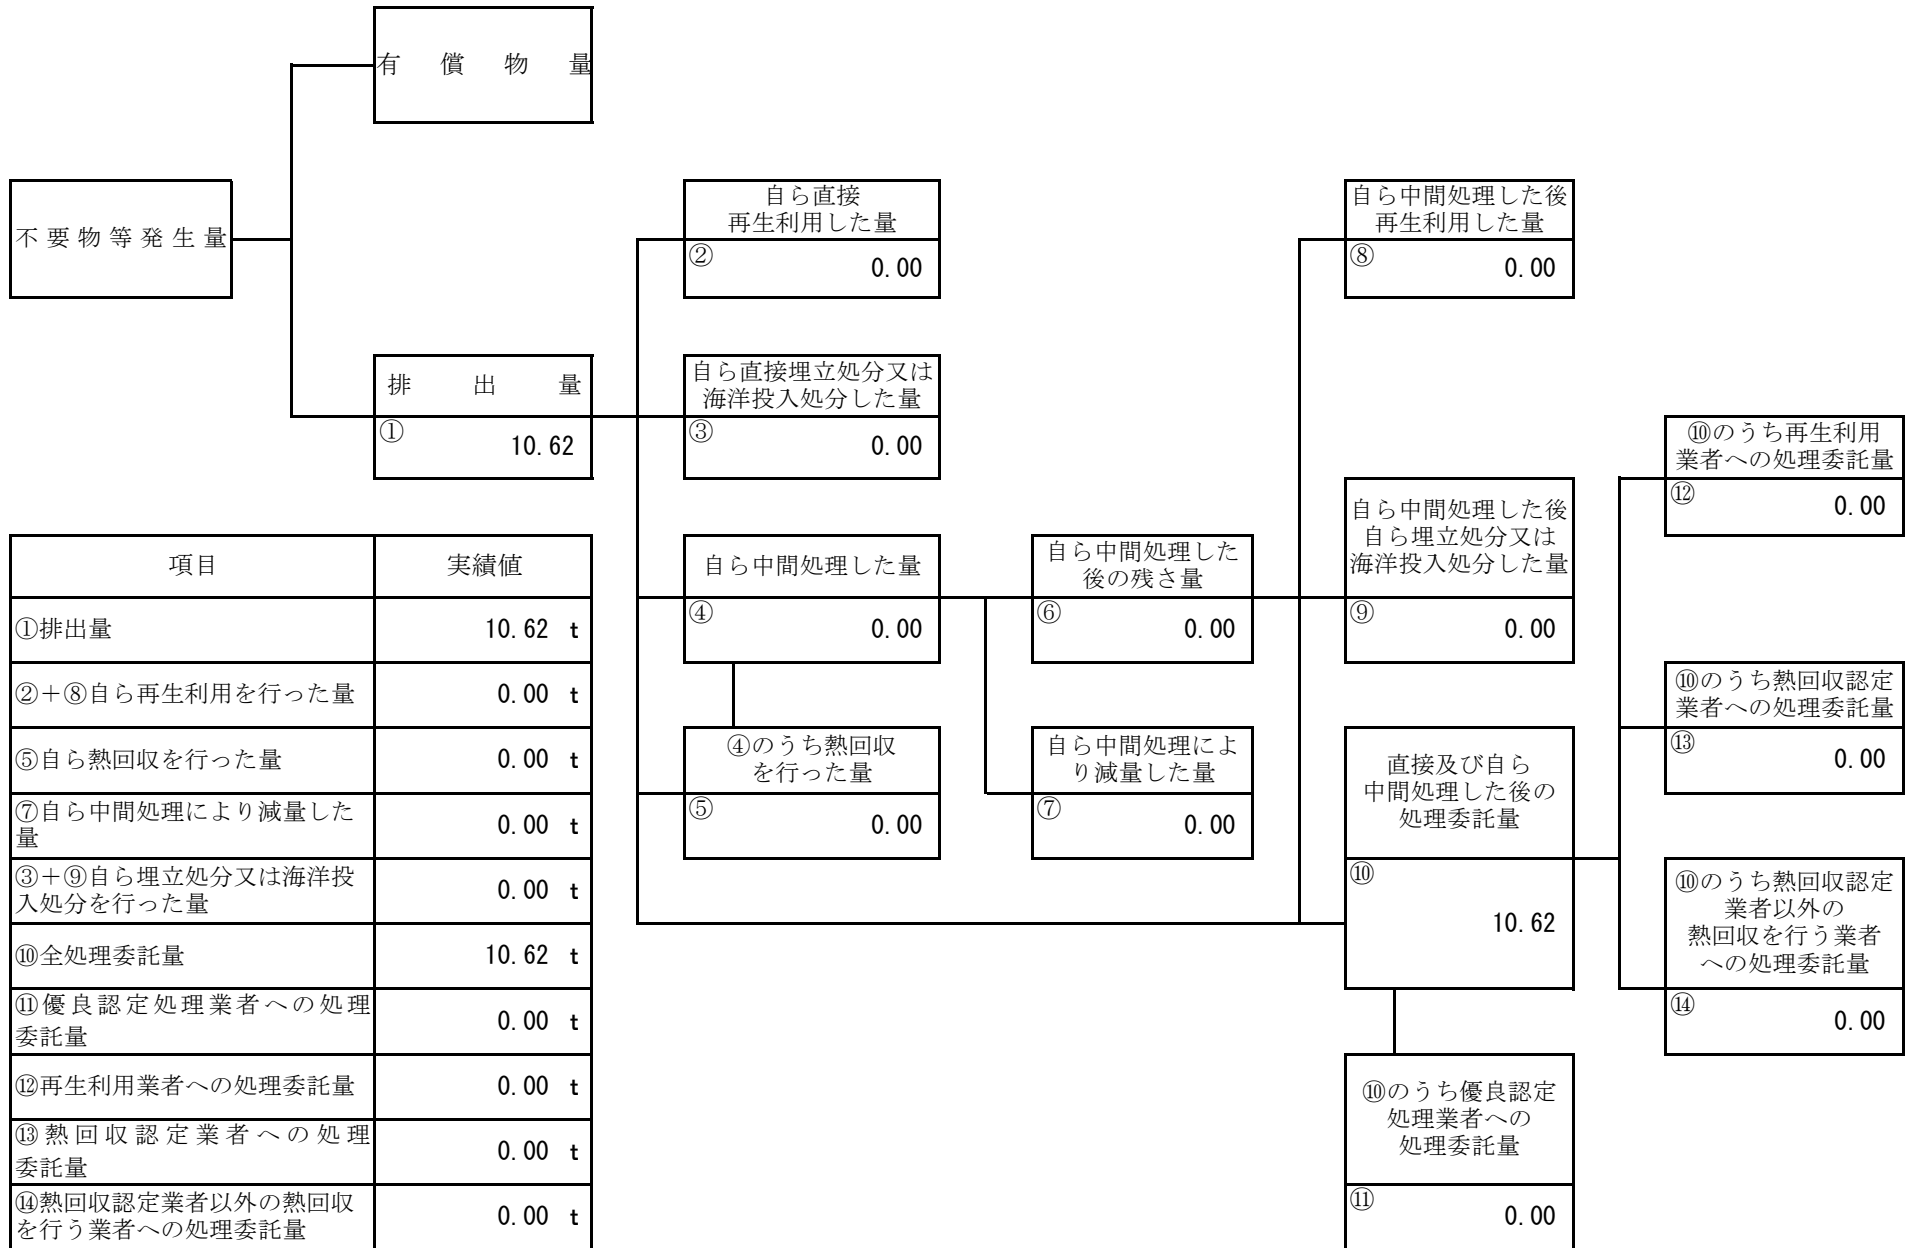 有償物量
不要物等発生量
自ら直接
再生利用した量
②
0.00
自ら中間処理した後
再生利用した量
⑧
0.00
排出量
①
10.62
自ら直接埋立処分又は
海洋投入処分した量
③
0.00
⑩のうち再生利用
業者への処理委託量
⑫
0.00
自ら中間処理した量
④
0.00
自ら中間処理した
後の残さ量
⑥
0.00
自ら中間処理した後
自ら埋立処分又は
海洋投入処分した量
⑨
0.00
⑩のうち熱回収認定
業者への処理委託量
⑬
0.00
④のうち熱回収
を行った量
⑤
0.00
自ら中間処理によ
り減量した量
⑦
0.00
直接及び自ら
中間処理した後の
処理委託量
⑩
10.62
⑩のうち熱回収認定
業者以外の
熱回収を行う業者
への処理委託量
⑭
0.00
⑩のうち優良認定
処理業者への
処理委託量
⑪
0.00
項目 実績値
①排出量 10.62 t
②+⑧自ら再生利用を行った量 0.00 t
⑤自ら熱回収を行った量 0.00 t
⑦自ら中間処理により減量した
量 0.00 t
③+⑨自ら埋立処分又は海洋投
入処分を行った量 0.00 t
⑩全処理委託量 10.62 t
⑪優良認定処理業者への処理
委託量 0.00 t
⑫再生利用業者への処理委託量 0.00 t
⑬熱回収認定業者への処理
委託量 0.00 t
⑭熱回収認定業者以外の熱回収
を行う業者への処理委託量 0.00 t